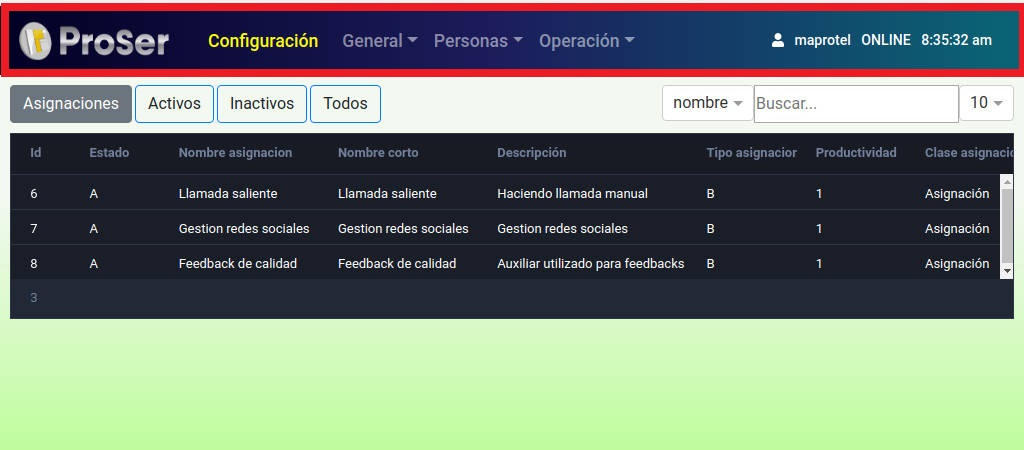 ProSer Configuración General Personas Operación maprotel ONLINE 8:35:32 am
Asignaciones Activos Inactivos Todos nombre Buscar... 10
Id Estado Nombre asignacion Nombre corto Descripción Tipo asignacior Productividad Clase asignacio
6 A Llamada saliente Llamada saliente Haciendo llamada manual B 1 Asignación
7 A Gestion redes sociales Gestion redes sociales Gestion redes sociales B 1 Asignación
8 A Feedback de calidad Feedback de calidad Auxiliar utilizado para feedbacks B 1 Asignación
3